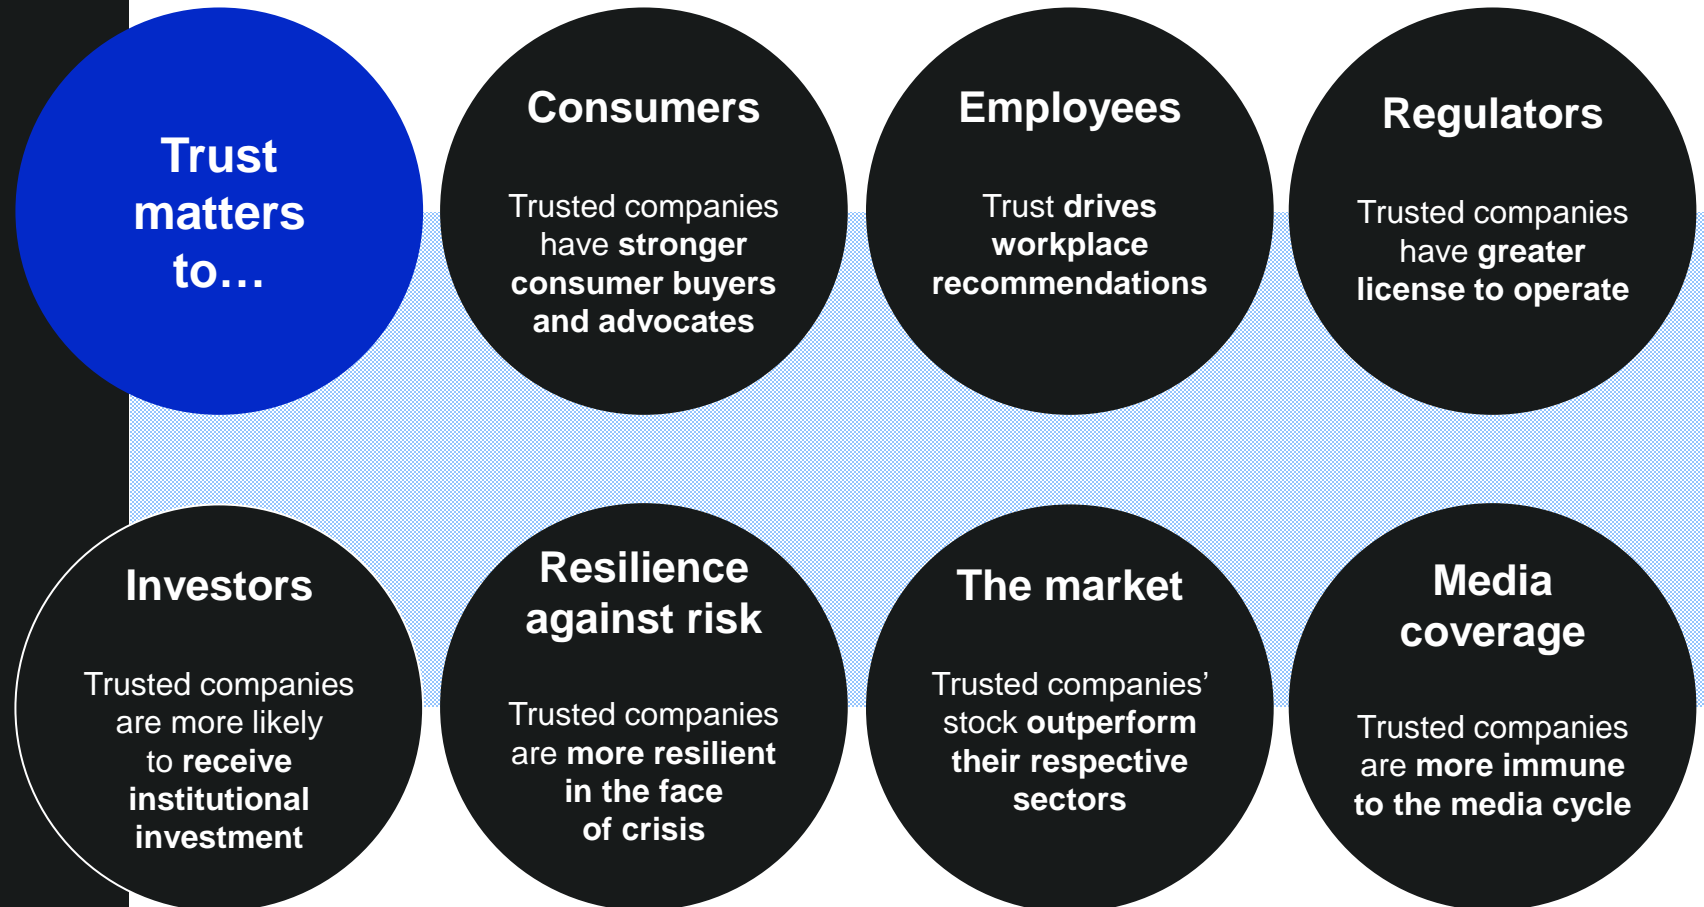 Trust
matters
to…
Consumers
Trusted companies
have stronger
consumer buyers
and advocates
Employees
Trust drives
workplace
recommendations
Regulators
Trusted companies
have greater
license to operate
Investors
Trusted companies
are more likely
to receive
institutional
investment
Resilience
against risk
Trusted companies
are more resilient
in the face
of crisis
The market
Trusted companies’
stock outperform
their respective
sectors
Media
coverage
Trusted companies
are more immune
to the media cycle